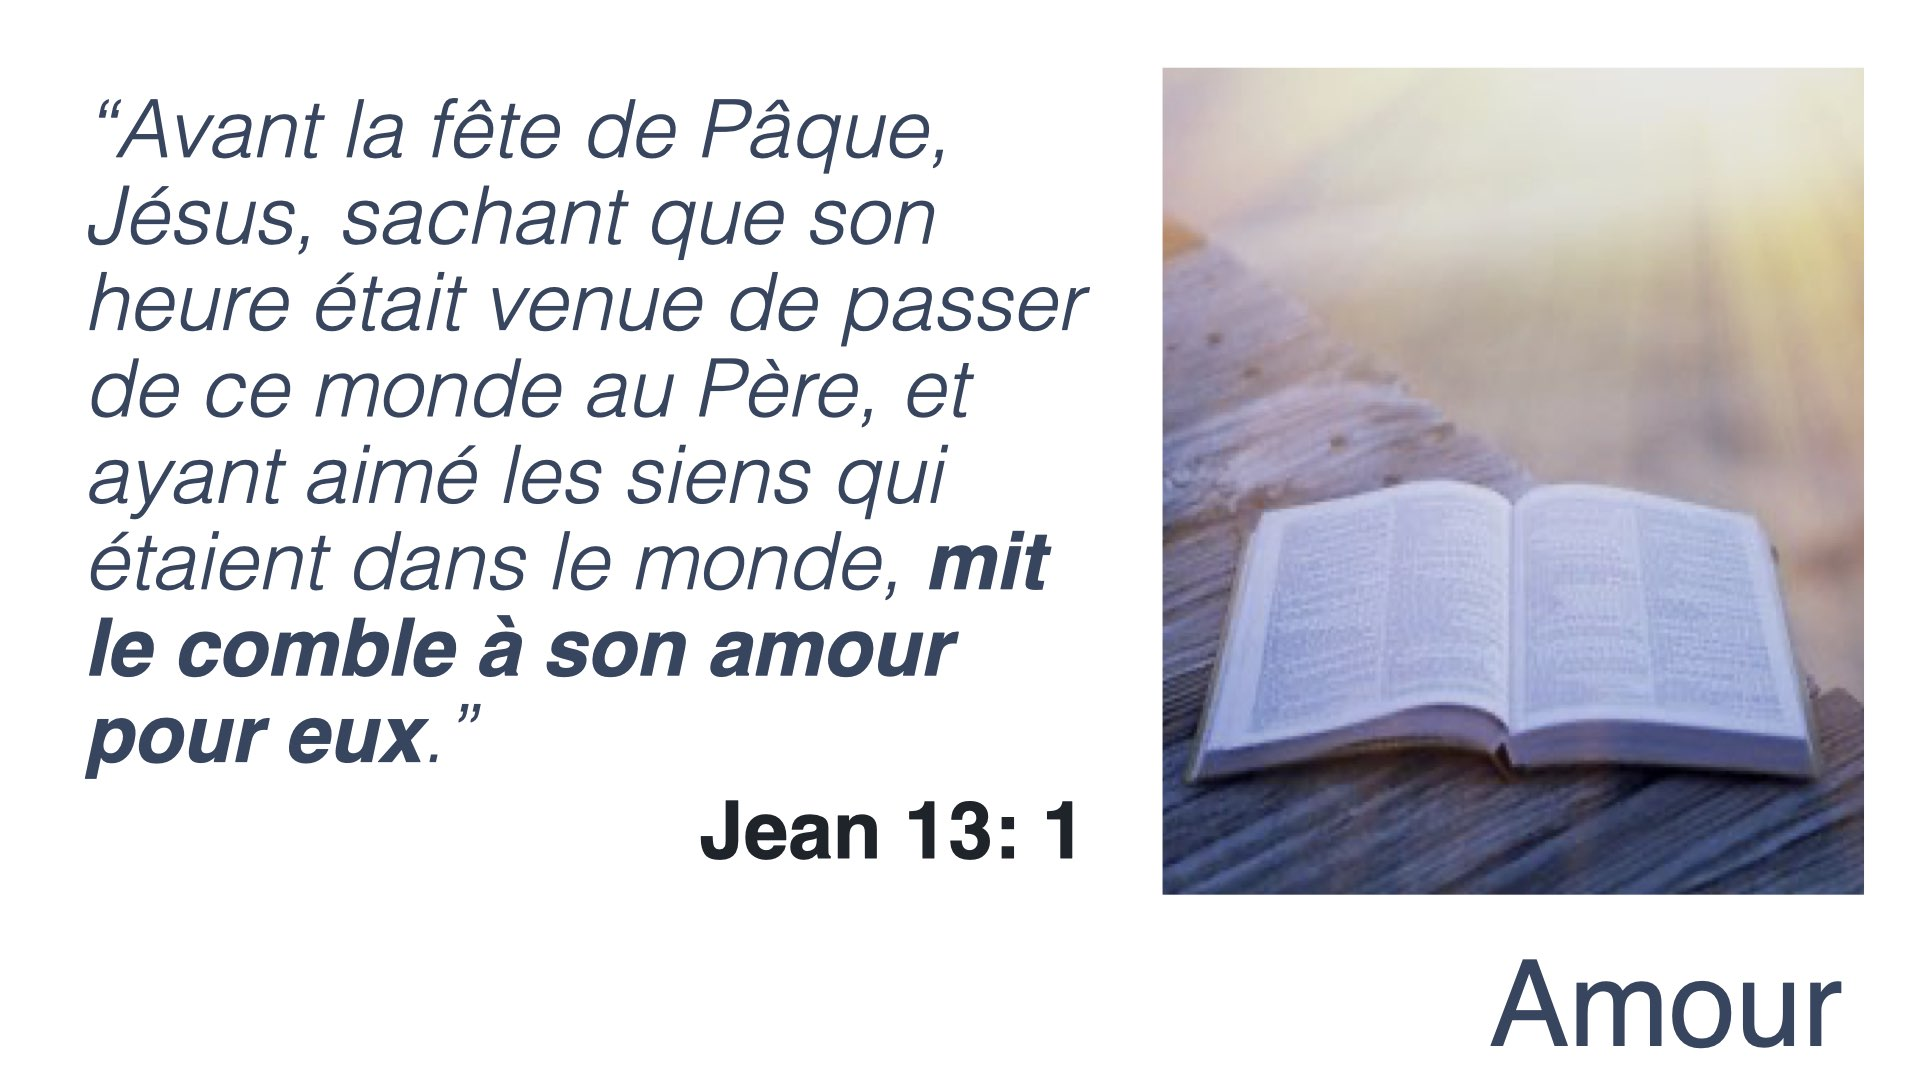 “Avant la fête de Pâque,
Jésus, sachant que son
heure était venue de passer
de ce monde au Père, et
ayant aimé les siens qui
étaient dans le monde, mit
le comble à son amour
pour eux.”
Jean 13: 1
Amour